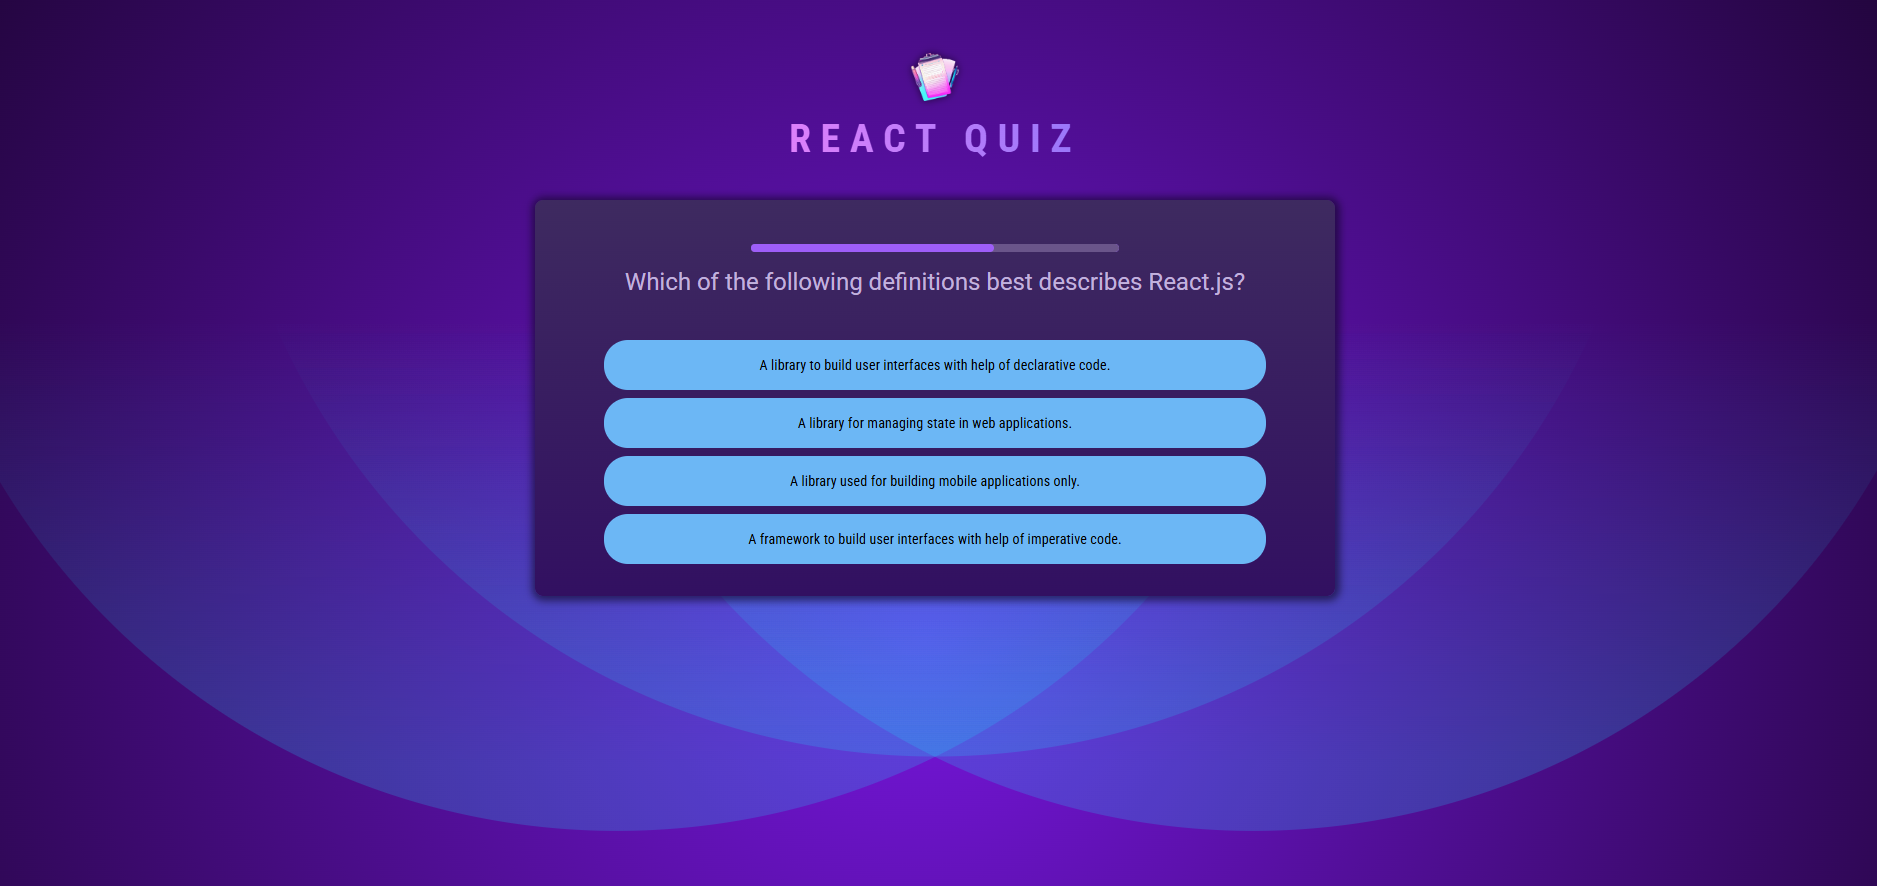 REACT QUIZ
Which of the following definitions best describes React.js?
A library to build user interfaces with help of declarative code.
A library for managing state in web applications.
A library used for building mobile applications only.
A framework to build user interfaces with help of imperative code.